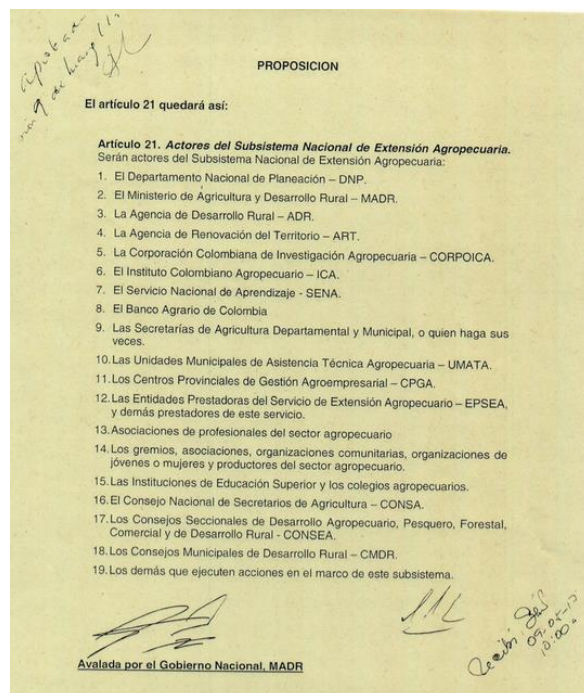 aprobada
9 de
PROPOSICION
El artículo 21 quedará así:
Artículo 21. Actores del Subsistema Nacional de Extensión Agropecuaria.
Serán actores del Subsistema Nacional de Extensión Agropecuaria:
1. El Departamento Nacional de Planeación – DNP.
2. El Ministerio de Agricultura y Desarrollo Rural – MADR.
3. La Agencia de Desarrollo Rural – ADR.
4. La Agencia de Renovación del Territorio – ART.
5. La Corporación Colombiana de Investigación Agropecuaria – CORPOICA.
6. El Instituto Colombiano Agropecuario – ICA.
7. El Servicio Nacional de Aprendizaje - SENA.
8. El Banco Agrario de Colombia
9. Las Secretarías de Agricultura Departamental y Municipal, o quien haga sus
veces.
10. Las Unidades Municipales de Asistencia Técnica Agropecuaria – UMATA.
11. Los Centros Provinciales de Gestión Agroempresarial – CPGA.
12. Las Entidades Prestadoras del Servicio de Extensión Agropecuario – EPSEA,
y demás prestadores de este servicio.
13. Asociaciones de profesionales del sector agropecuario
14. Los gremios, asociaciones, organizaciones comunitarias, organizaciones de
jóvenes o mujeres y productores del sector agropecuario.
15. Las Instituciones de Educación Superior y los colegios agropecuarios.
16. El Consejo Nacional de Secretarios de Agricultura – CONSA.
17. Los Consejos Seccionales de Desarrollo Agropecuario, Pesquero, Forestal,
Comercial y de Desarrollo Rural - CONSEA.
18. Los Consejos Municipales de Desarrollo Rural – CMDR.
19. Los demás que ejecuten acciones en el marco de este subsistema.
Recibí
10:00
Avalada por el Gobierno Nacional, MADR